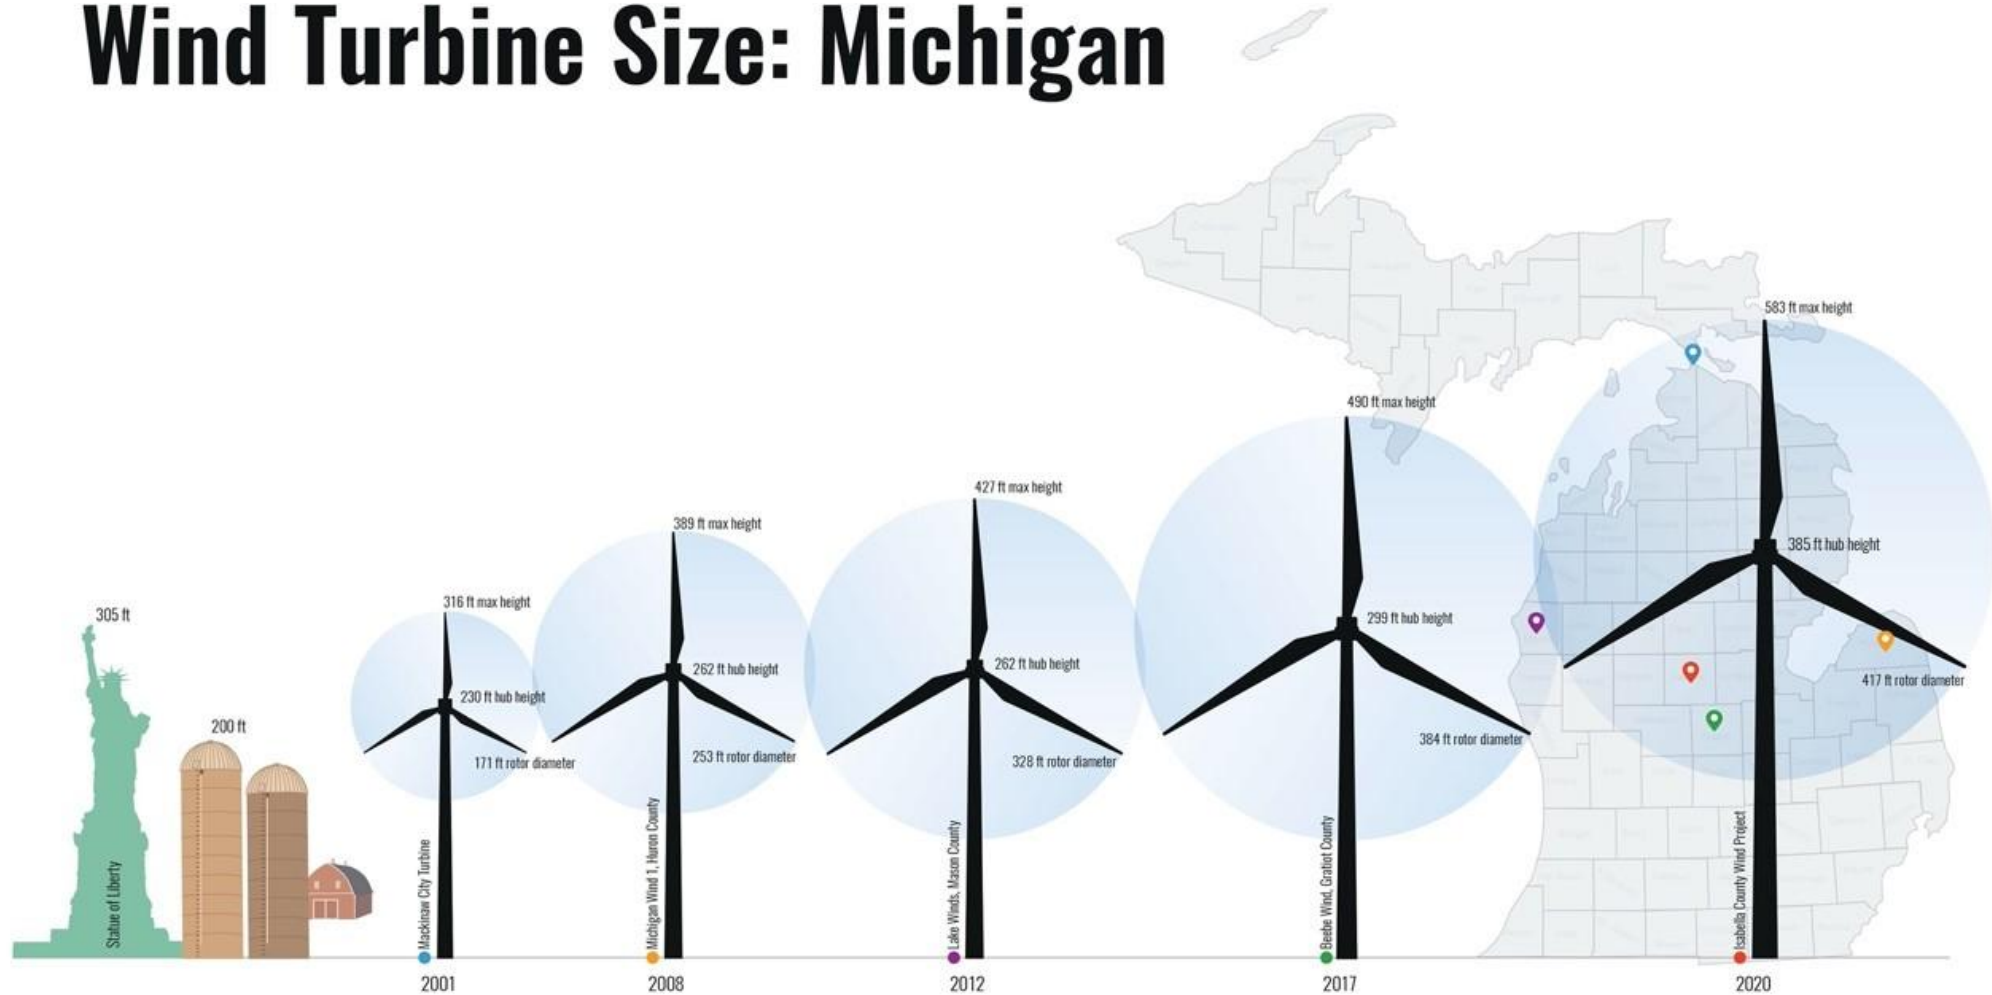 Wind Turbine Size: Michigan
305 ft
Statue of Liberty
200 ft
316 ft max height
230 ft hub height
171 ft rotor diameter
Mackinaw City Turbine
2001
389 ft max height
262 ft hub height
253 ft rotor diameter
Michigan Wind 1, Huron County
2008
427 ft max height
262 ft hub height
328 ft rotor diameter
Lake Winds, Mason County
2012
490 ft max height
299 ft hub height
384 ft rotor diameter
Beebe Wind, Gratiot County
2017
583 ft max height
385 ft hub height
417 ft rotor diameter
Isabella County Wind Project
2020